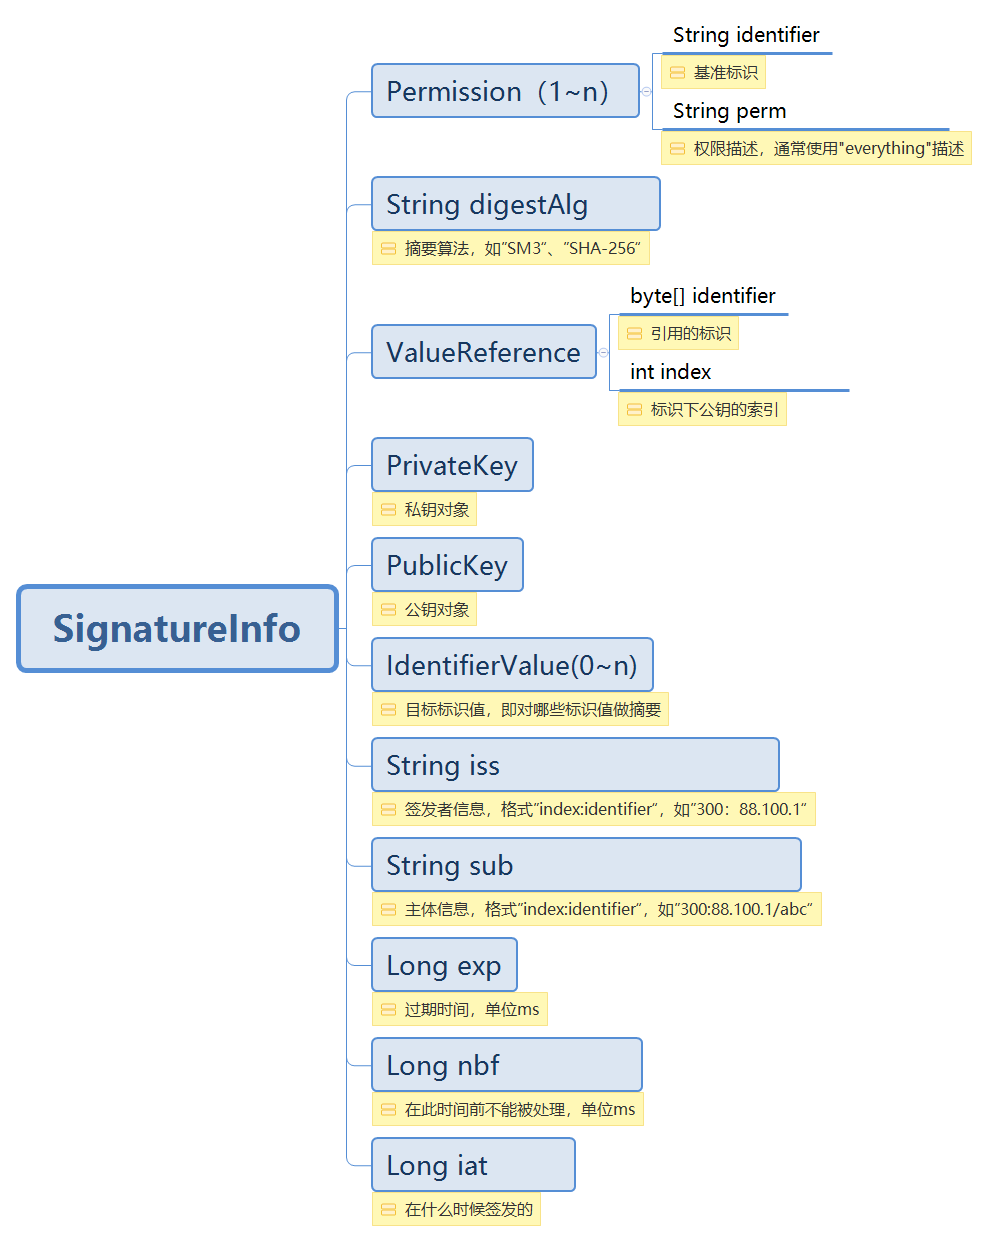 SignatureInfo
Permission（1~n）
String identifier
基准标识
String perm
权限描述，通常使用"everything"描述
String digestAlg
摘要算法，如”SM3“、”SHA-256“
ValueReference
byte[] identifier
引用的标识
int index
标识下公钥的索引
PrivateKey
私钥对象
PublicKey
公钥对象
IdentifierValue(0~n)
目标标识值，即对哪些标识值做摘要
String iss
签发者信息，格式”index:identifier“，如”300：88.100.1“
String sub
主体信息，格式”index:identifier“，如”300:88.100.1/abc“
Long exp
过期时间，单位ms
Long nbf
在此时间前不能被处理，单位ms
Long iat
在什么时候签发的